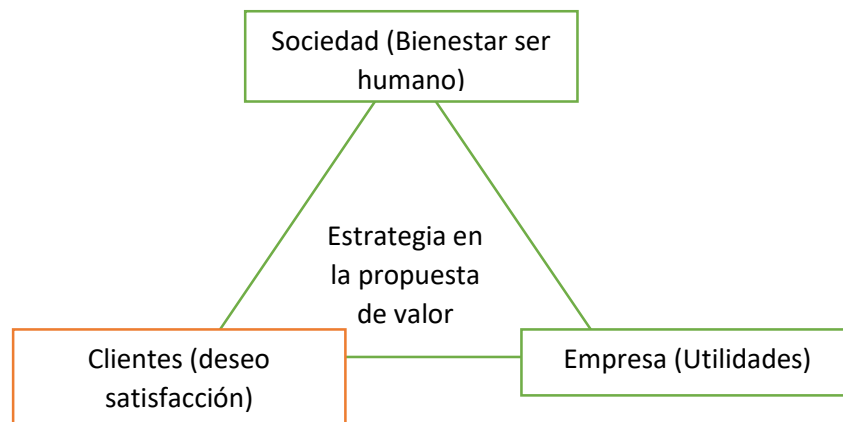 Sociedad (Bienestar ser
humano)
Estrategia en
la propuesta
de valor
Clientes (deseo
satisfacción)
Empresa (Utilidades)